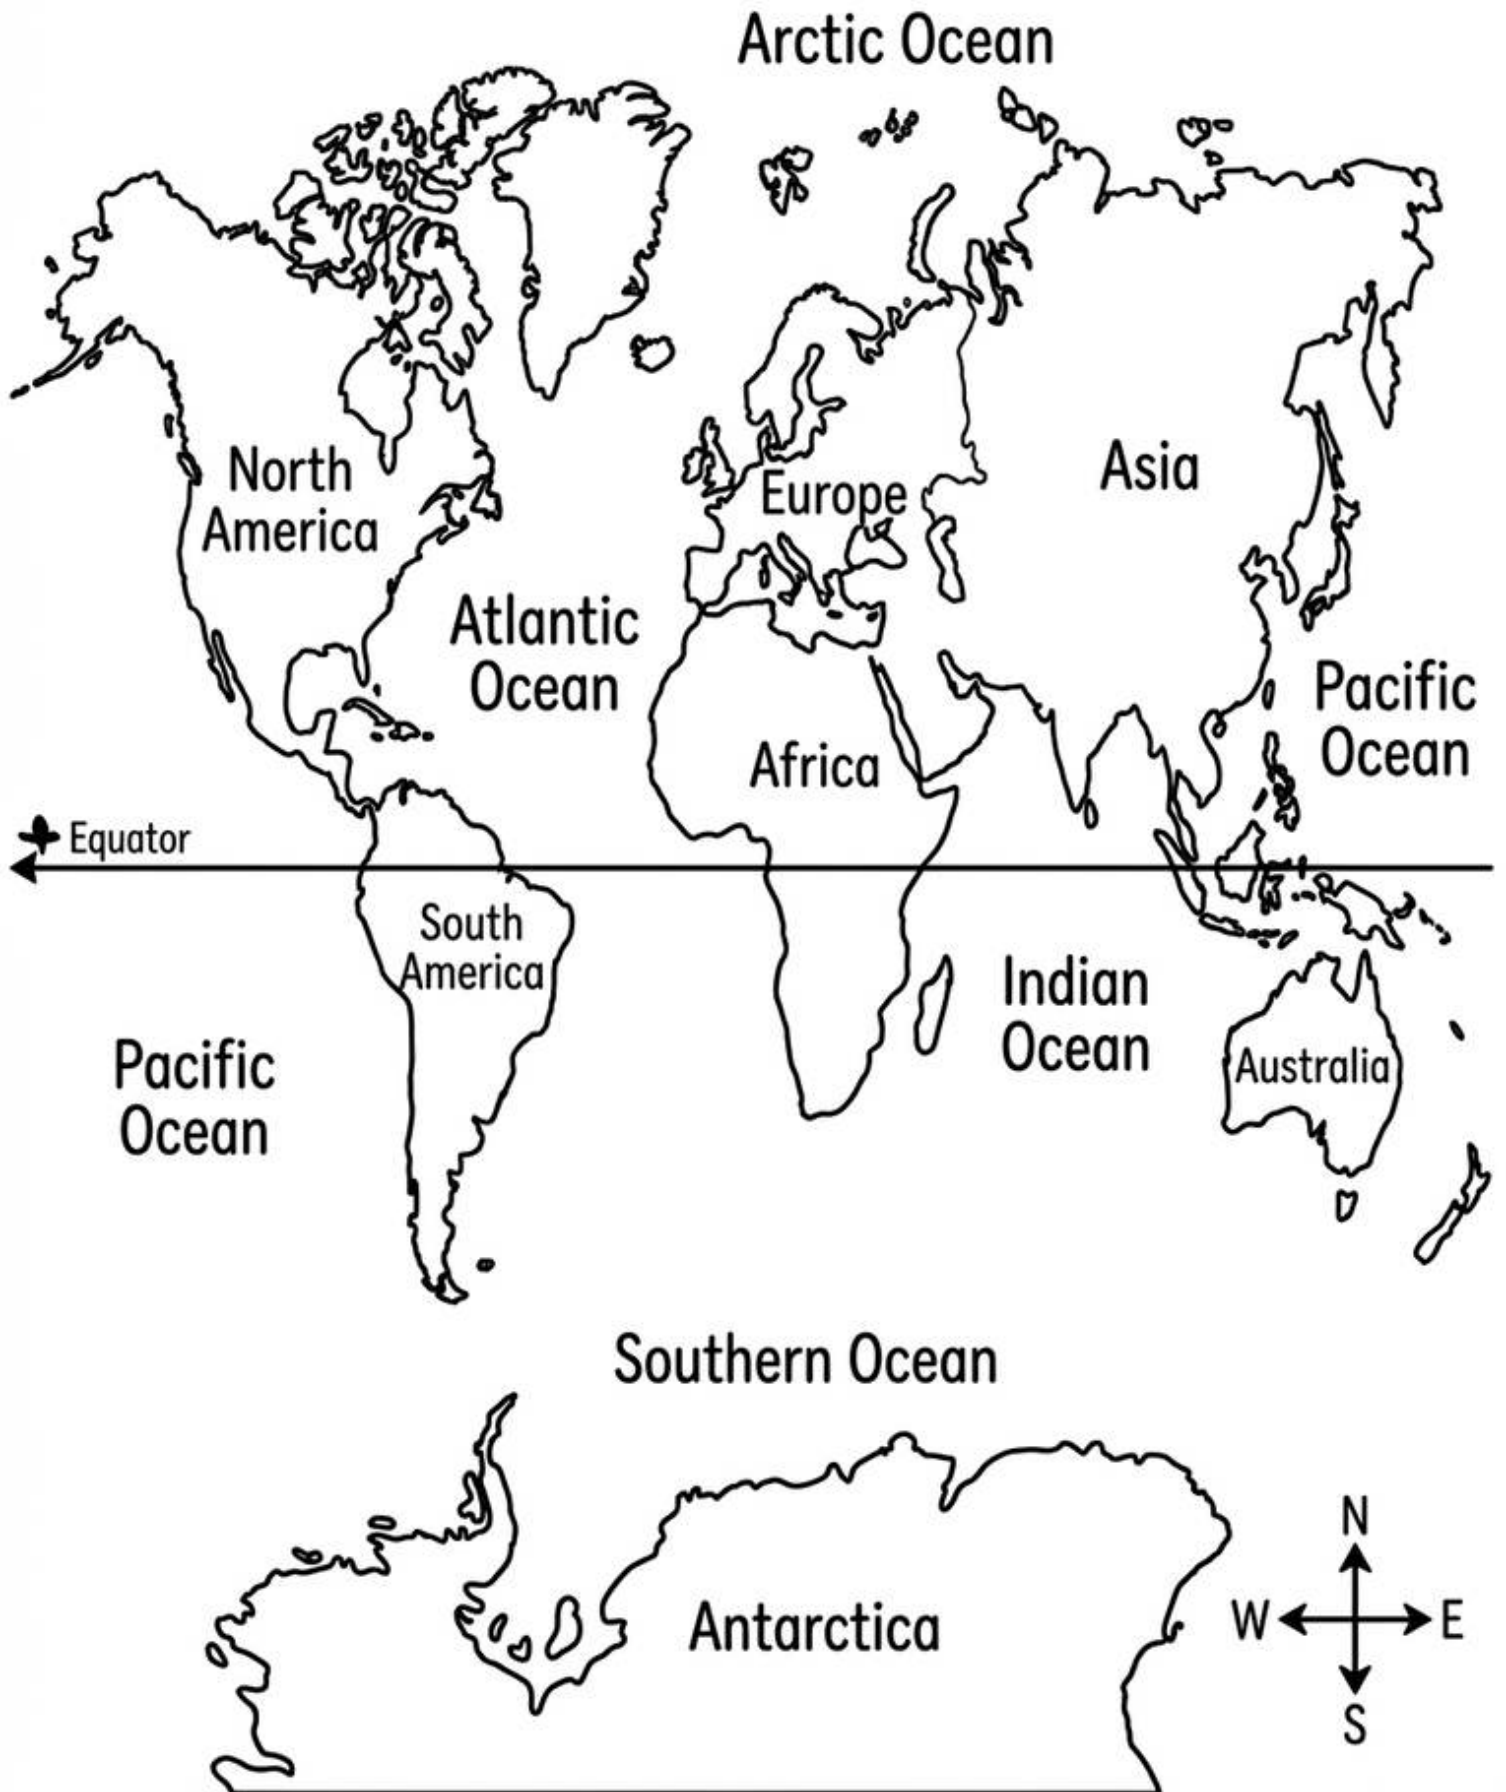 Arctic Ocean
North
America
Europe
Asia
Atlantic
Ocean
Pacific
Ocean
Africa
Equator
South
America
Indian
Ocean
Australia
Pacific
Ocean
Southern Ocean
Antarctica
N
W E
S